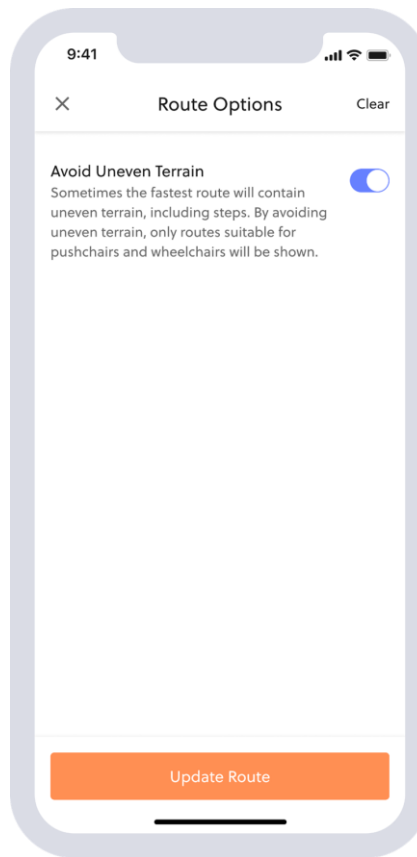 9:41
Route Options
Clear
Avoid Uneven Terrain
Sometimes the fastest route will contain
uneven terrain, including steps. By avoiding
uneven terrain, only routes suitable for
pushchairs and wheelchairs will be shown.
Update Route